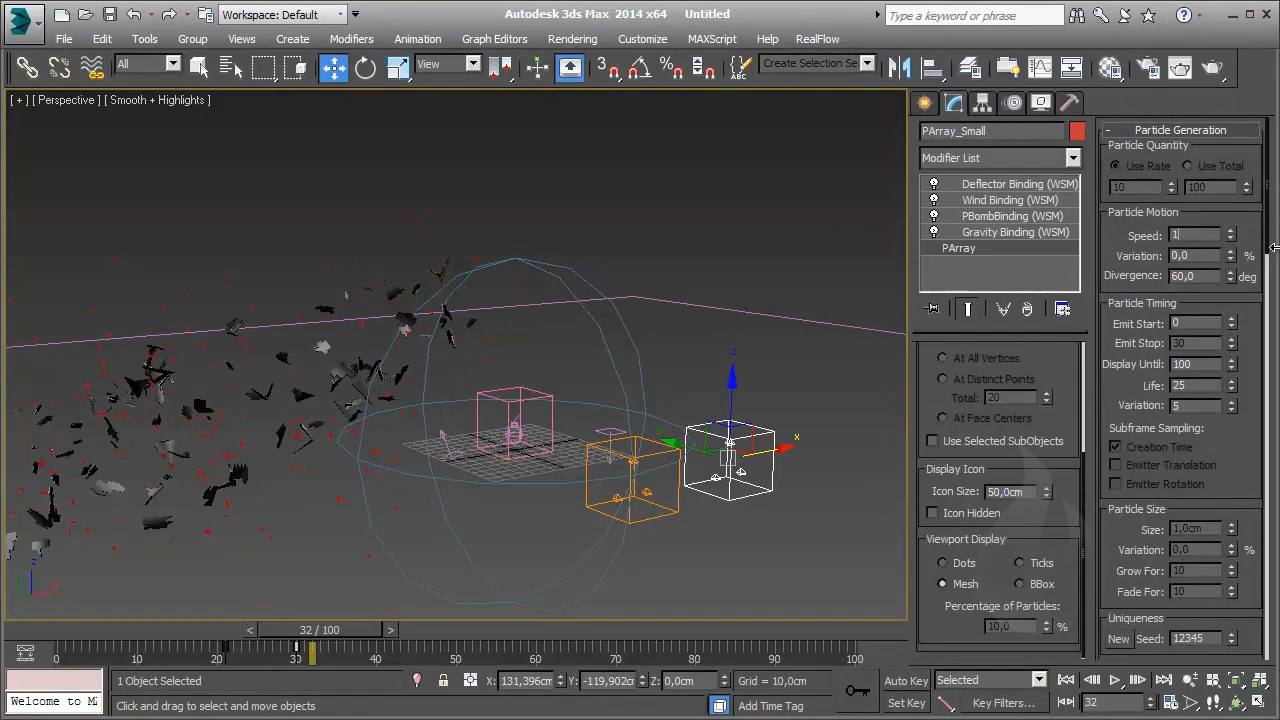 Workspace: Default
Autodesk 3ds Max 2014 x64 Untitled
Type a keyword or phrase
File Edit Tools Group Views Create Modifiers Animation Graph Editors Rendering Customize MAXScript Help RealFlow
All
View
Create Selection Se
[ + ] [ Perspective ] [ Smooth + Highlights ]
PArray_Small
Modifier List
Deflector Binding (WSM)
Wind Binding (WSM)
PBombBinding (WSM)
Gravity Binding (WSM)
PArray
At All Vertices
At Distinct Points
Total: 20
At Face Centers
Use Selected SubObjects
Display Icon
Icon Size: 50,0cm
Icon Hidden
Viewport Display
Dots Ticks
Mesh BBox
Percentage of Particles:
10,0 %
- Particle Generation
Particle Quantity
Use Rate Use Total
10 100
Particle Motion
Speed: 1
Variation: 0,0 %
Divergence: 60,0 deg
Particle Timing
Emit Start: 0
Emit Stop: 30
Display Until: 100
Life: 25
Variation: 5
Subframe Sampling:
Creation Time
Emitter Translation
Emitter Rotation
Particle Size
Size: 1,0cm
Variation: 0,0 %
Grow For: 10
Fade For: 10
Uniqueness
New Seed: 12345
z
x
z
< 32 / 100 >
0 10 20 30 40 50 60 70 80 90 100
1 Object Selected
X: 131,396cm Y: -119,902cm Z: 0,0cm
Grid = 10,0cm
Auto Key
Selected
Welcome to MA
Click and drag to select and move objects
Add Time Tag
Set Key
Key Filters...
32